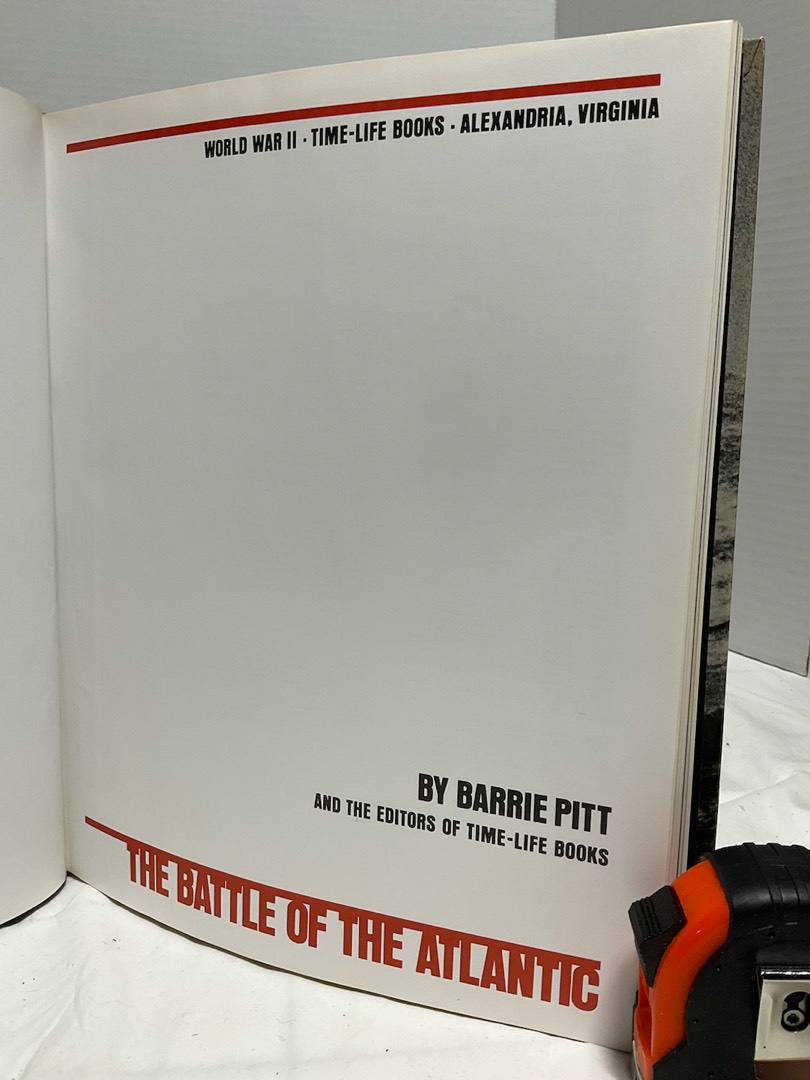 WORLD WAR II · TIME-LIFE BOOKS · ALEXANDRIA, VIRGINIA
BY BARRIE PITT
AND THE EDITORS OF TIME-LIFE BOOKS
THE BATTLE OF THE ATLANTIC